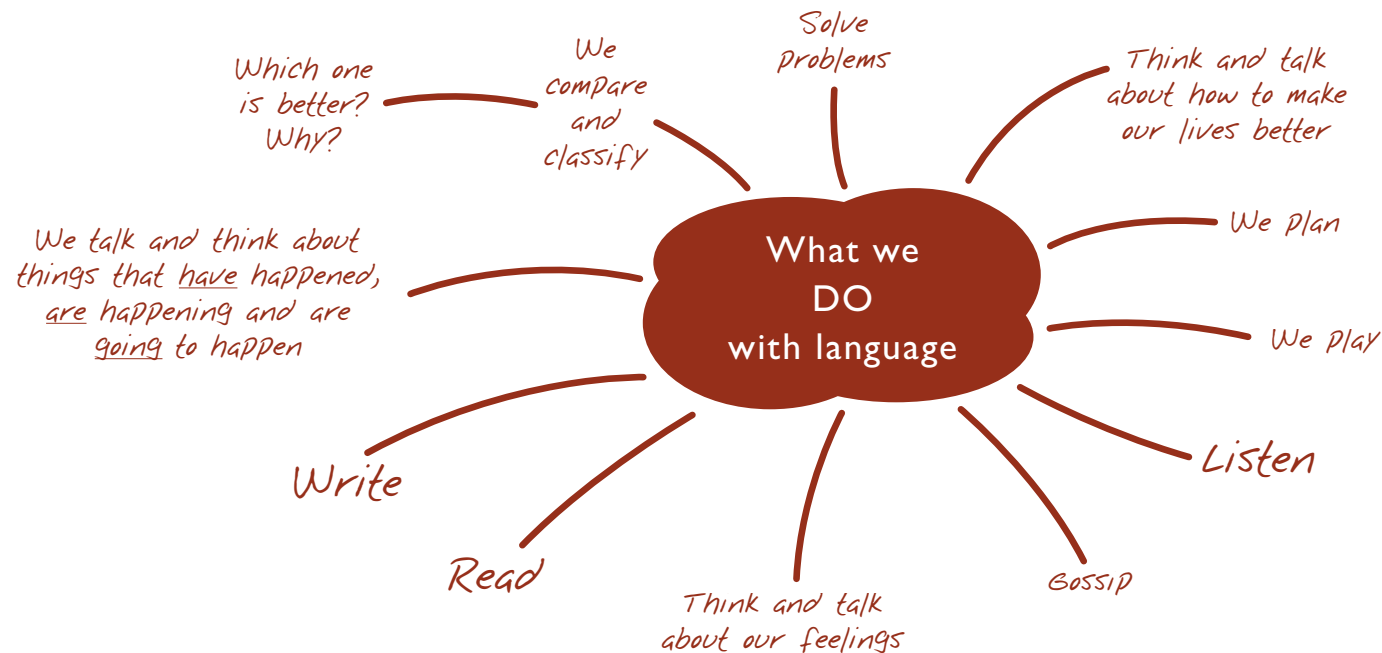 What we
DO
with language
Solve
problems
Think and talk
about how to make
our lives better
We plan
We play
Listen
Gossip
Think and talk
about our feelings
Read
Write
We talk and think about
things that have happened,
are happening and are
going to happen
We
compare
and
classify
Which one
is better?
Why?